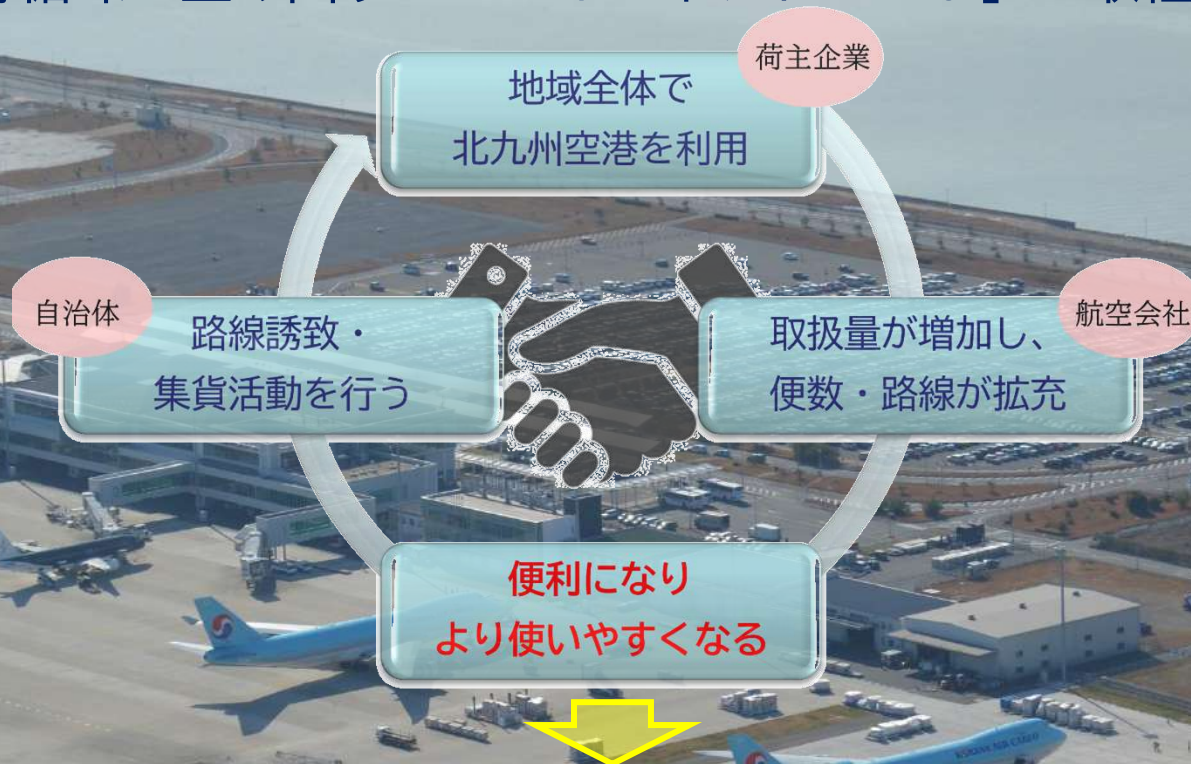 荷主企業
地域全体で
北九州空港を利用
航空会社
取扱量が増加し、
便数・路線が拡充
便利になり
より使いやすくなる
自治体
路線誘致・
集貨活動を行う
KOREAN AIR CARGO